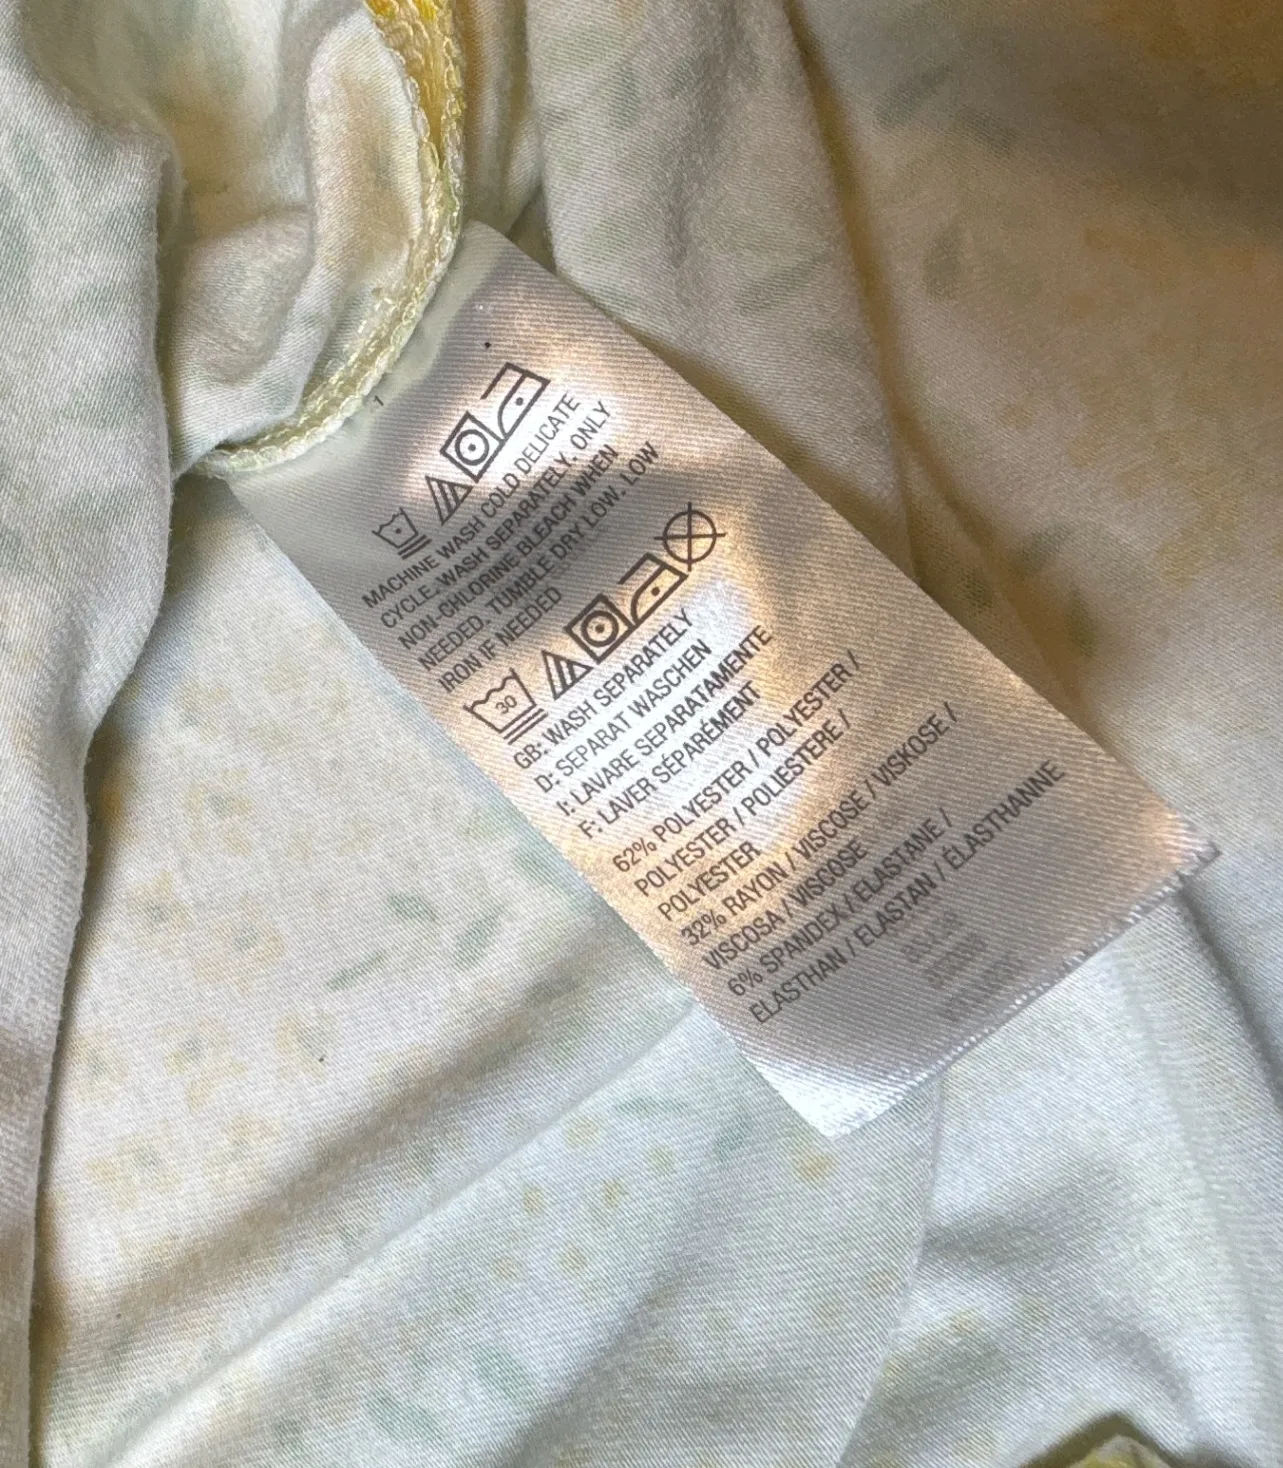 1
MACHINE WASH COLD DELICATE
CYCLE. WASH SEPARATELY. ONLY
NON-CHLORINE BLEACH WHEN
NEEDED. TUMBLE DRY LOW. LOW
IRON IF NEEDED
30
GB: WASH SEPARATELY
D: SEPARAT WASCHEN
I: LAVARE SEPARATAMENTE
F: LAVER SÉPARÉMENT
62% POLYESTER / POLYESTER /
POLYESTER / POLIESTERE /
POLYESTER
32% RAYON / VISCOSE / VISKOSE /
VISCOSA / VISCOSE
6% SPANDEX / ELASTANE /
ELASTHAN / ELASTAN / ÉLASTHANNE